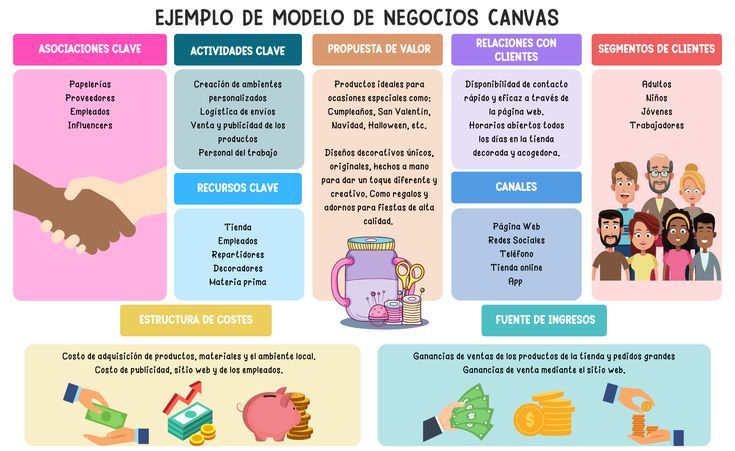 EJEMPLO DE MODELO DE NEGOCIOS CANVAS
ASOCIACIONES CLAVE
Papelerías
Proveedores
Empleados
Influencers
ACTIVIDADES CLAVE
Creación de ambientes
personalizados
Logística de envíos
Venta y publicidad de los
productos
Personal del trabajo
RECURSOS CLAVE
Tienda
Empleados
Repartidores
Decoradores
Materia prima
PROPUESTA DE VALOR
Productos ideales para
ocasiones especiales como:
Cumpleaños, San Valentín,
Navidad, Halloween, etc.
Diseños decorativos únicos,
originales, hechos a mano
para dar un toque diferente y
creativo. Como regalos y
adornos para fiestas de alta
calidad.
RELACIONES CON
CLIENTES
Disponibilidad de contacto
rápido y eficaz a través de
la página web.
Horarios abiertos todos
los días en la tienda
decorada y acogedora.
CANALES
Página Web
Redes Sociales
Teléfono
Tienda online
App
SEGMENTOS DE CLIENTES
Adultos
Niños
Jóvenes
Trabajadores
ESTRUCTURA DE COSTES
Costo de adquisición de productos, materiales y el ambiente local.
Costo de publicidad, sitio web y de los empleados.
FUENTE DE INGRESOS
Ganancias de ventas de los productos de la tienda y pedidos grandes
Ganancias de venta mediante el sitio web.